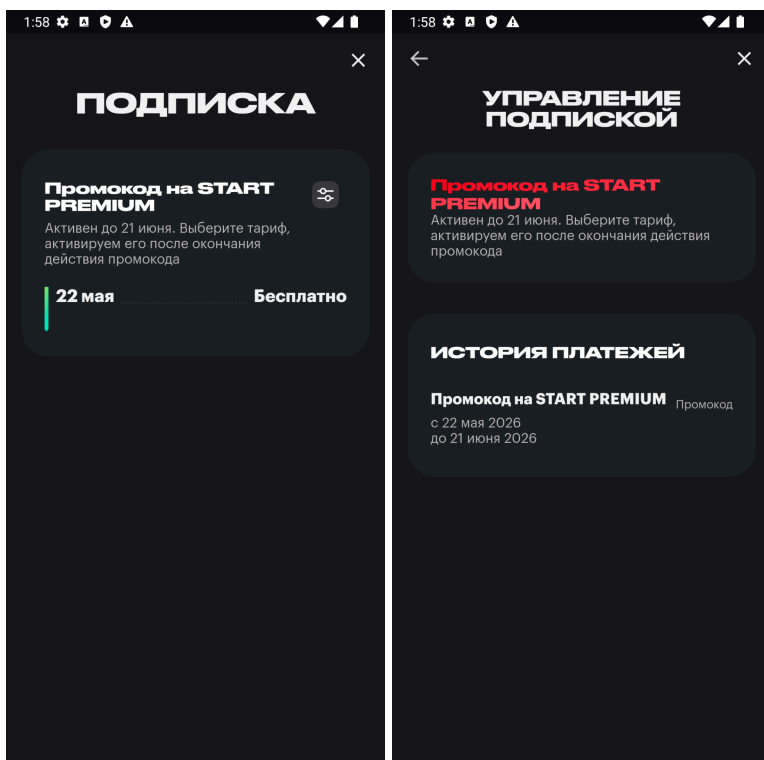 1:58
ПОДПИСКА
Промокод на START
PREMIUM
Активен до 21 июня. Выберите тариф,
активируем его после окончания
действия промокода
22 мая
Бесплатно
1:58
УПРАВЛЕНИЕ
ПОДПИСКОЙ
Промокод на START
PREMIUM
Активен до 21 июня. Выберите тариф,
активируем его после окончания действия
промокода
ИСТОРИЯ ПЛАТЕЖЕЙ
Промокод на START PREMIUM
Промокод
с 22 мая 2026
до 21 июня 2026